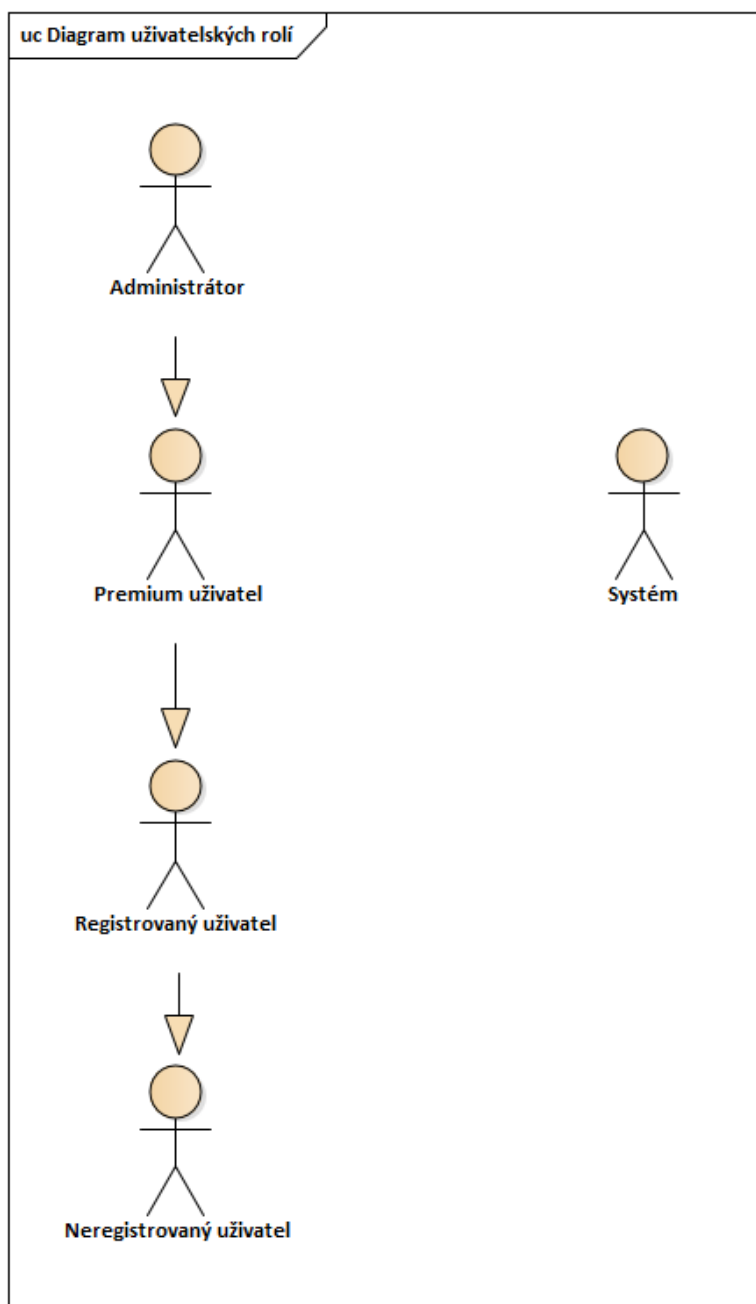 uc Diagram uživatelských rolí
Administrátor
Premium uživatel
Systém
Registrovaný uživatel
Neregistrovaný uživatel